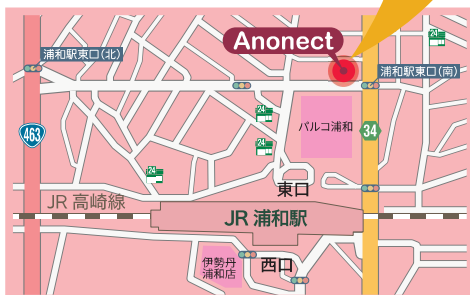 24
Anonect
浦和駅東口(北)
浦和駅東口(南)
24
463
パルコ浦和
34
24
24
東口
JR 高崎線
JR 浦和駅
伊勢丹
浦和店
西口